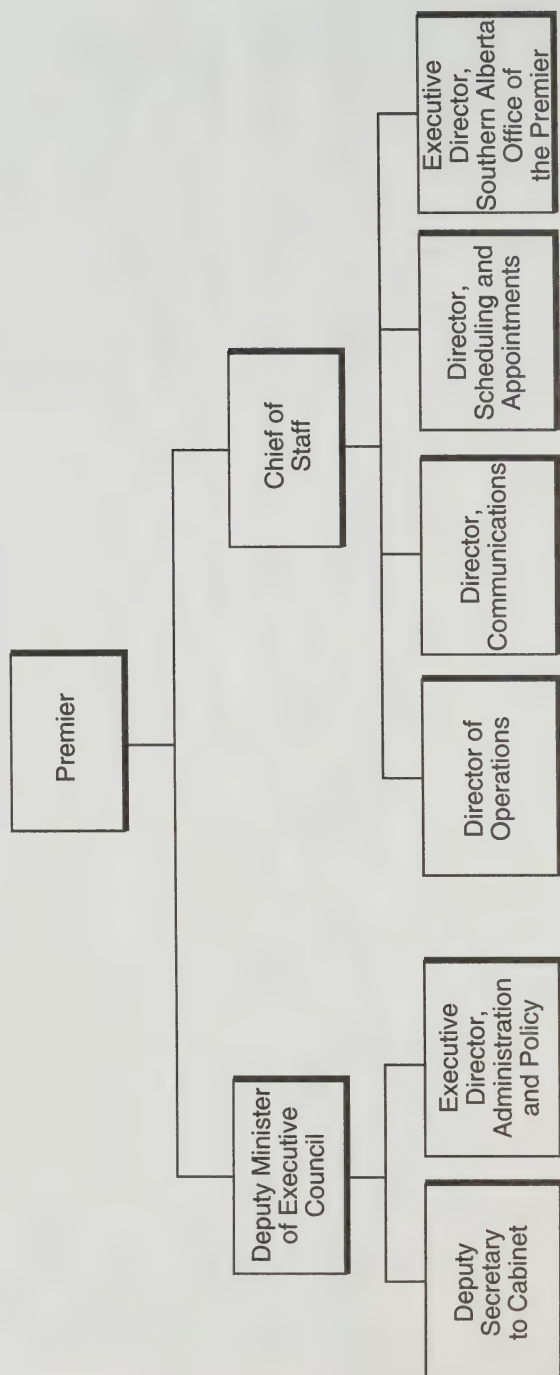 Premier
Deputy Minister
of Executive
Council
Chief of
Staff
Deputy
Secretary
to Cabinet
Executive
Director,
Administration
and Policy
Director of
Operations
Director,
Communications
Director,
Scheduling and
Appointments
Executive
Director,
Southern Alberta
Office of
the Premier